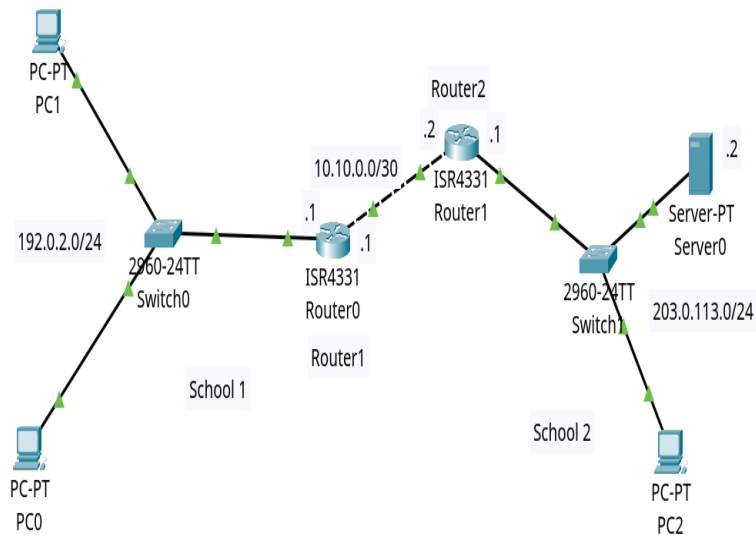 PC-PT
PC1
Router2
.2
.1
.2
10.10.0.0/30
ISR4331
Router1
Server-PT
Server0
.1
192.0.2.0/24
.1
2960-24TT
Switch0
ISR4331
Router0
2960-24TT
Switch1
203.0.113.0/24
Router1
School 1
School 2
PC-PT
PC0
PC-PT
PC2